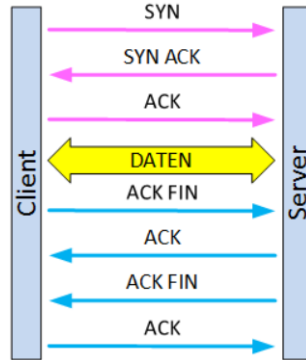 SYN
SYN ACK
ACK
DATEN
ACK FIN
ACK
ACK FIN
ACK
Client
Server